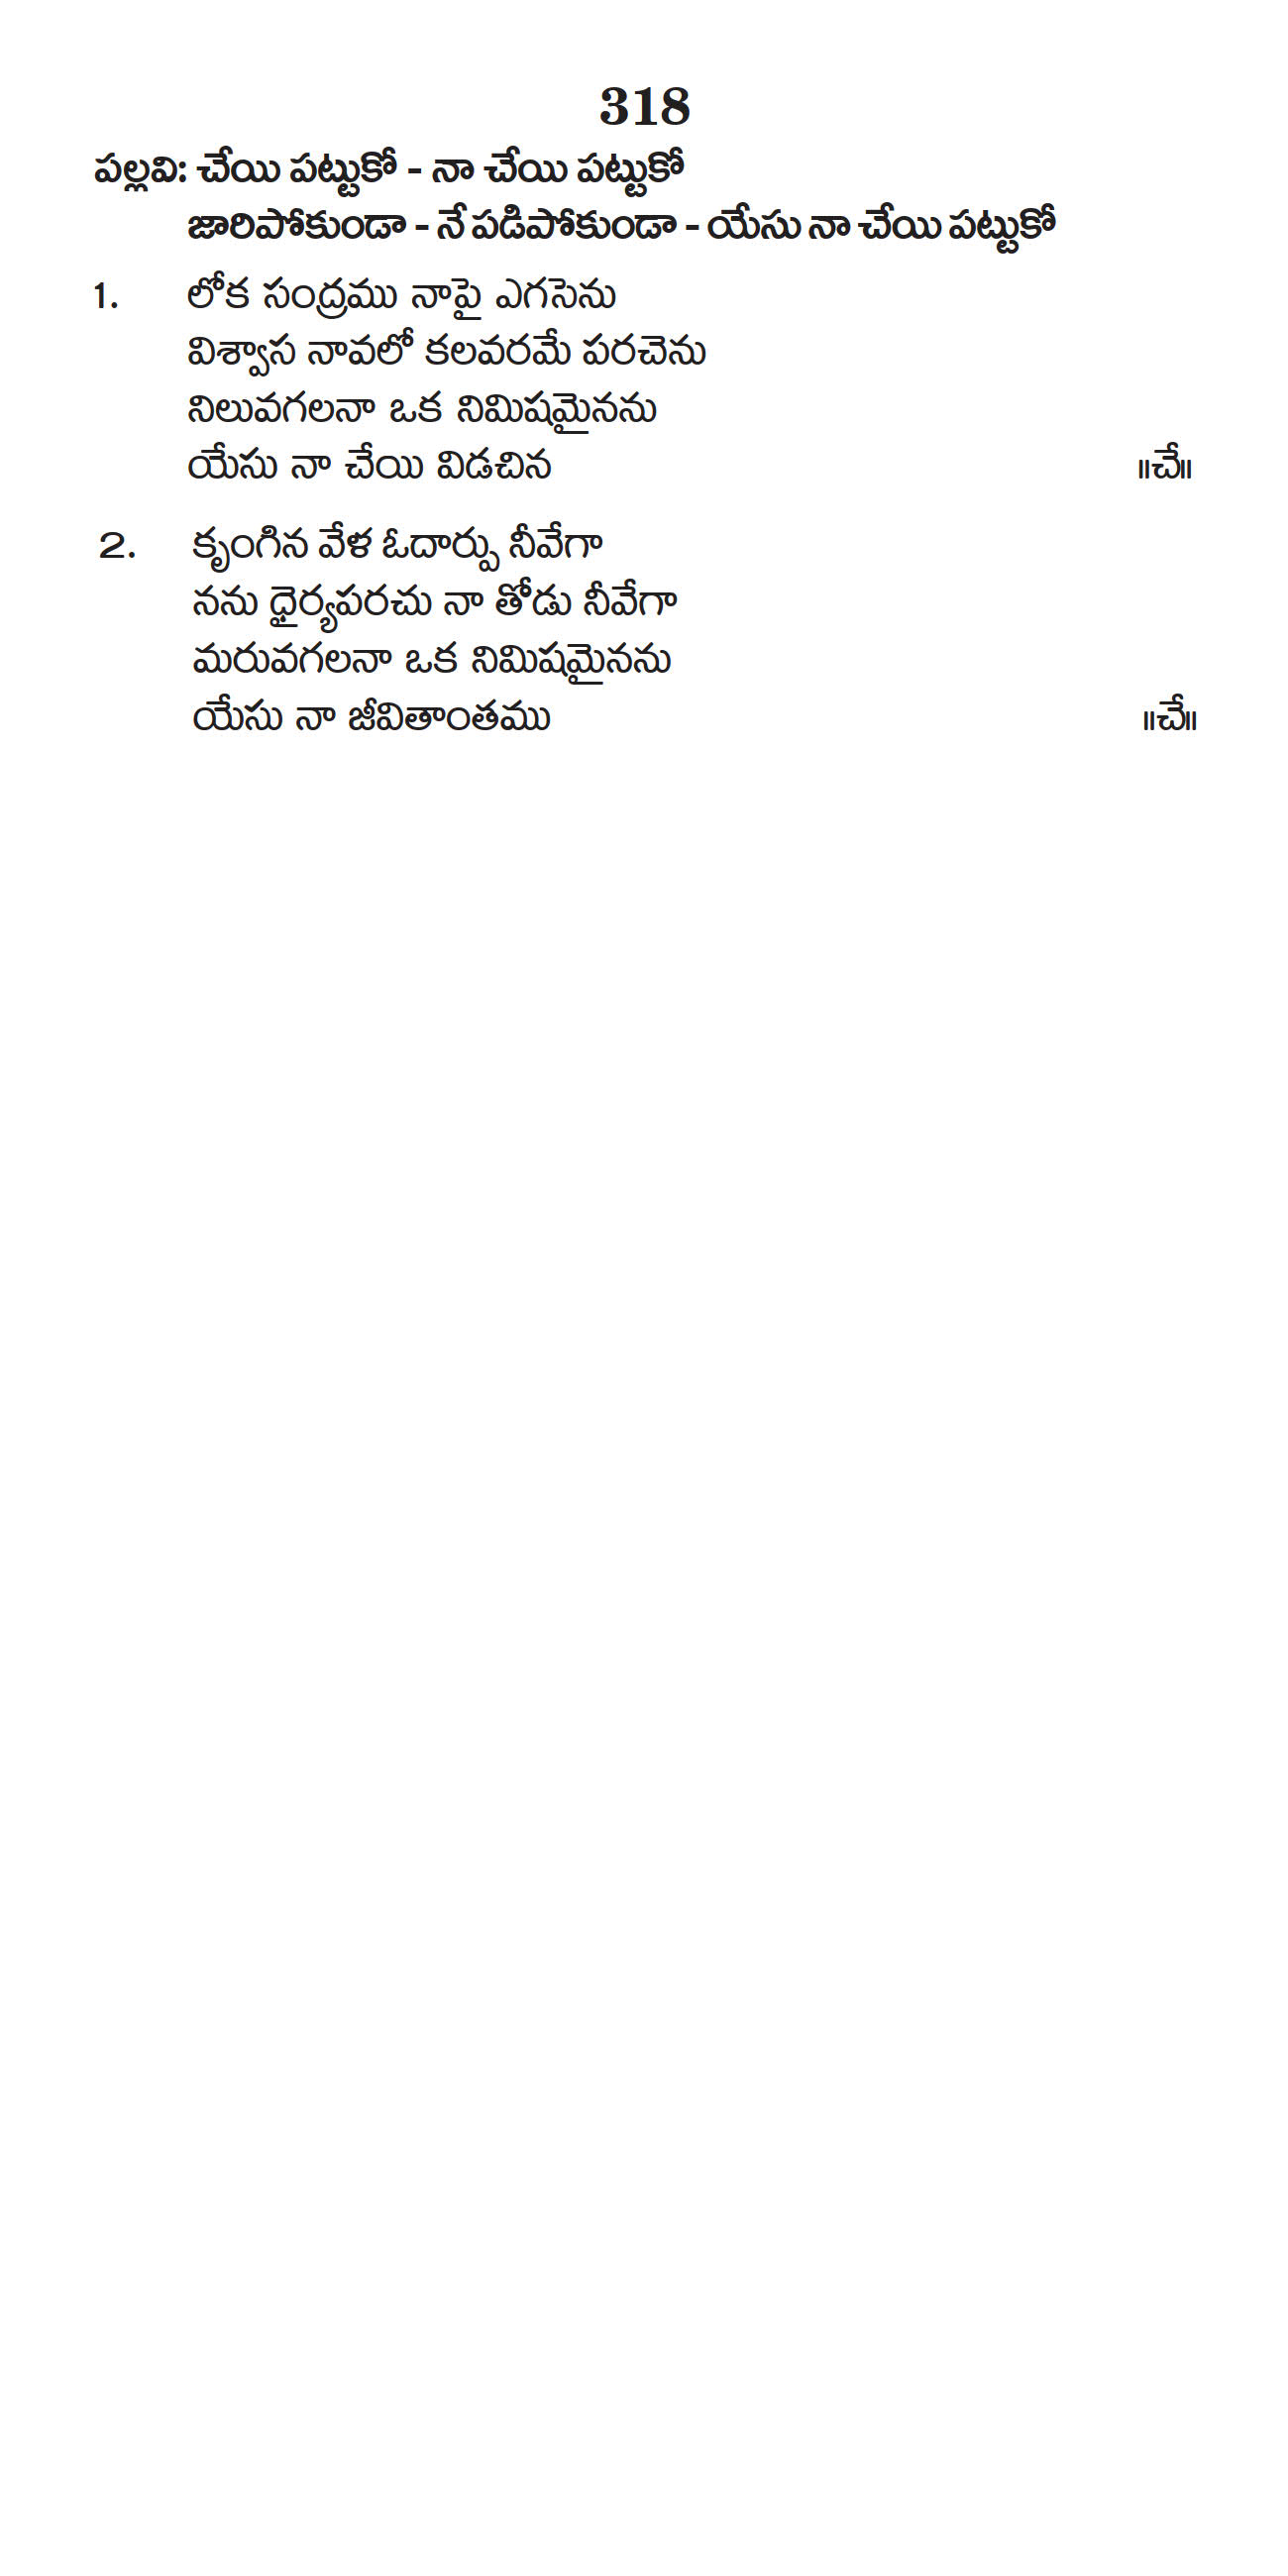 318
పల్లవి: చేయి పట్టుకో - నా చేయి పట్టుకో
జారిపోకుండా - నే పడిపోకుండా - యేసు నా చేయి పట్టుకో
1. లోక సంద్రము నాపై ఎగసెను
విశ్వాస నావలో కలవరమే పరచెను
నిలువగలనా ఒక నిమిషమైనను
యేసు నా చేయి విడచిన ॥చే॥
2. కృంగిన వేళ ఓదార్పు నీవేగా
నను ధైర్యపరచు నా తోడు నీవేగా
మరువగలనా ఒక నిమిషమైనను
యేసు నా జీవితాంతము ॥చే॥